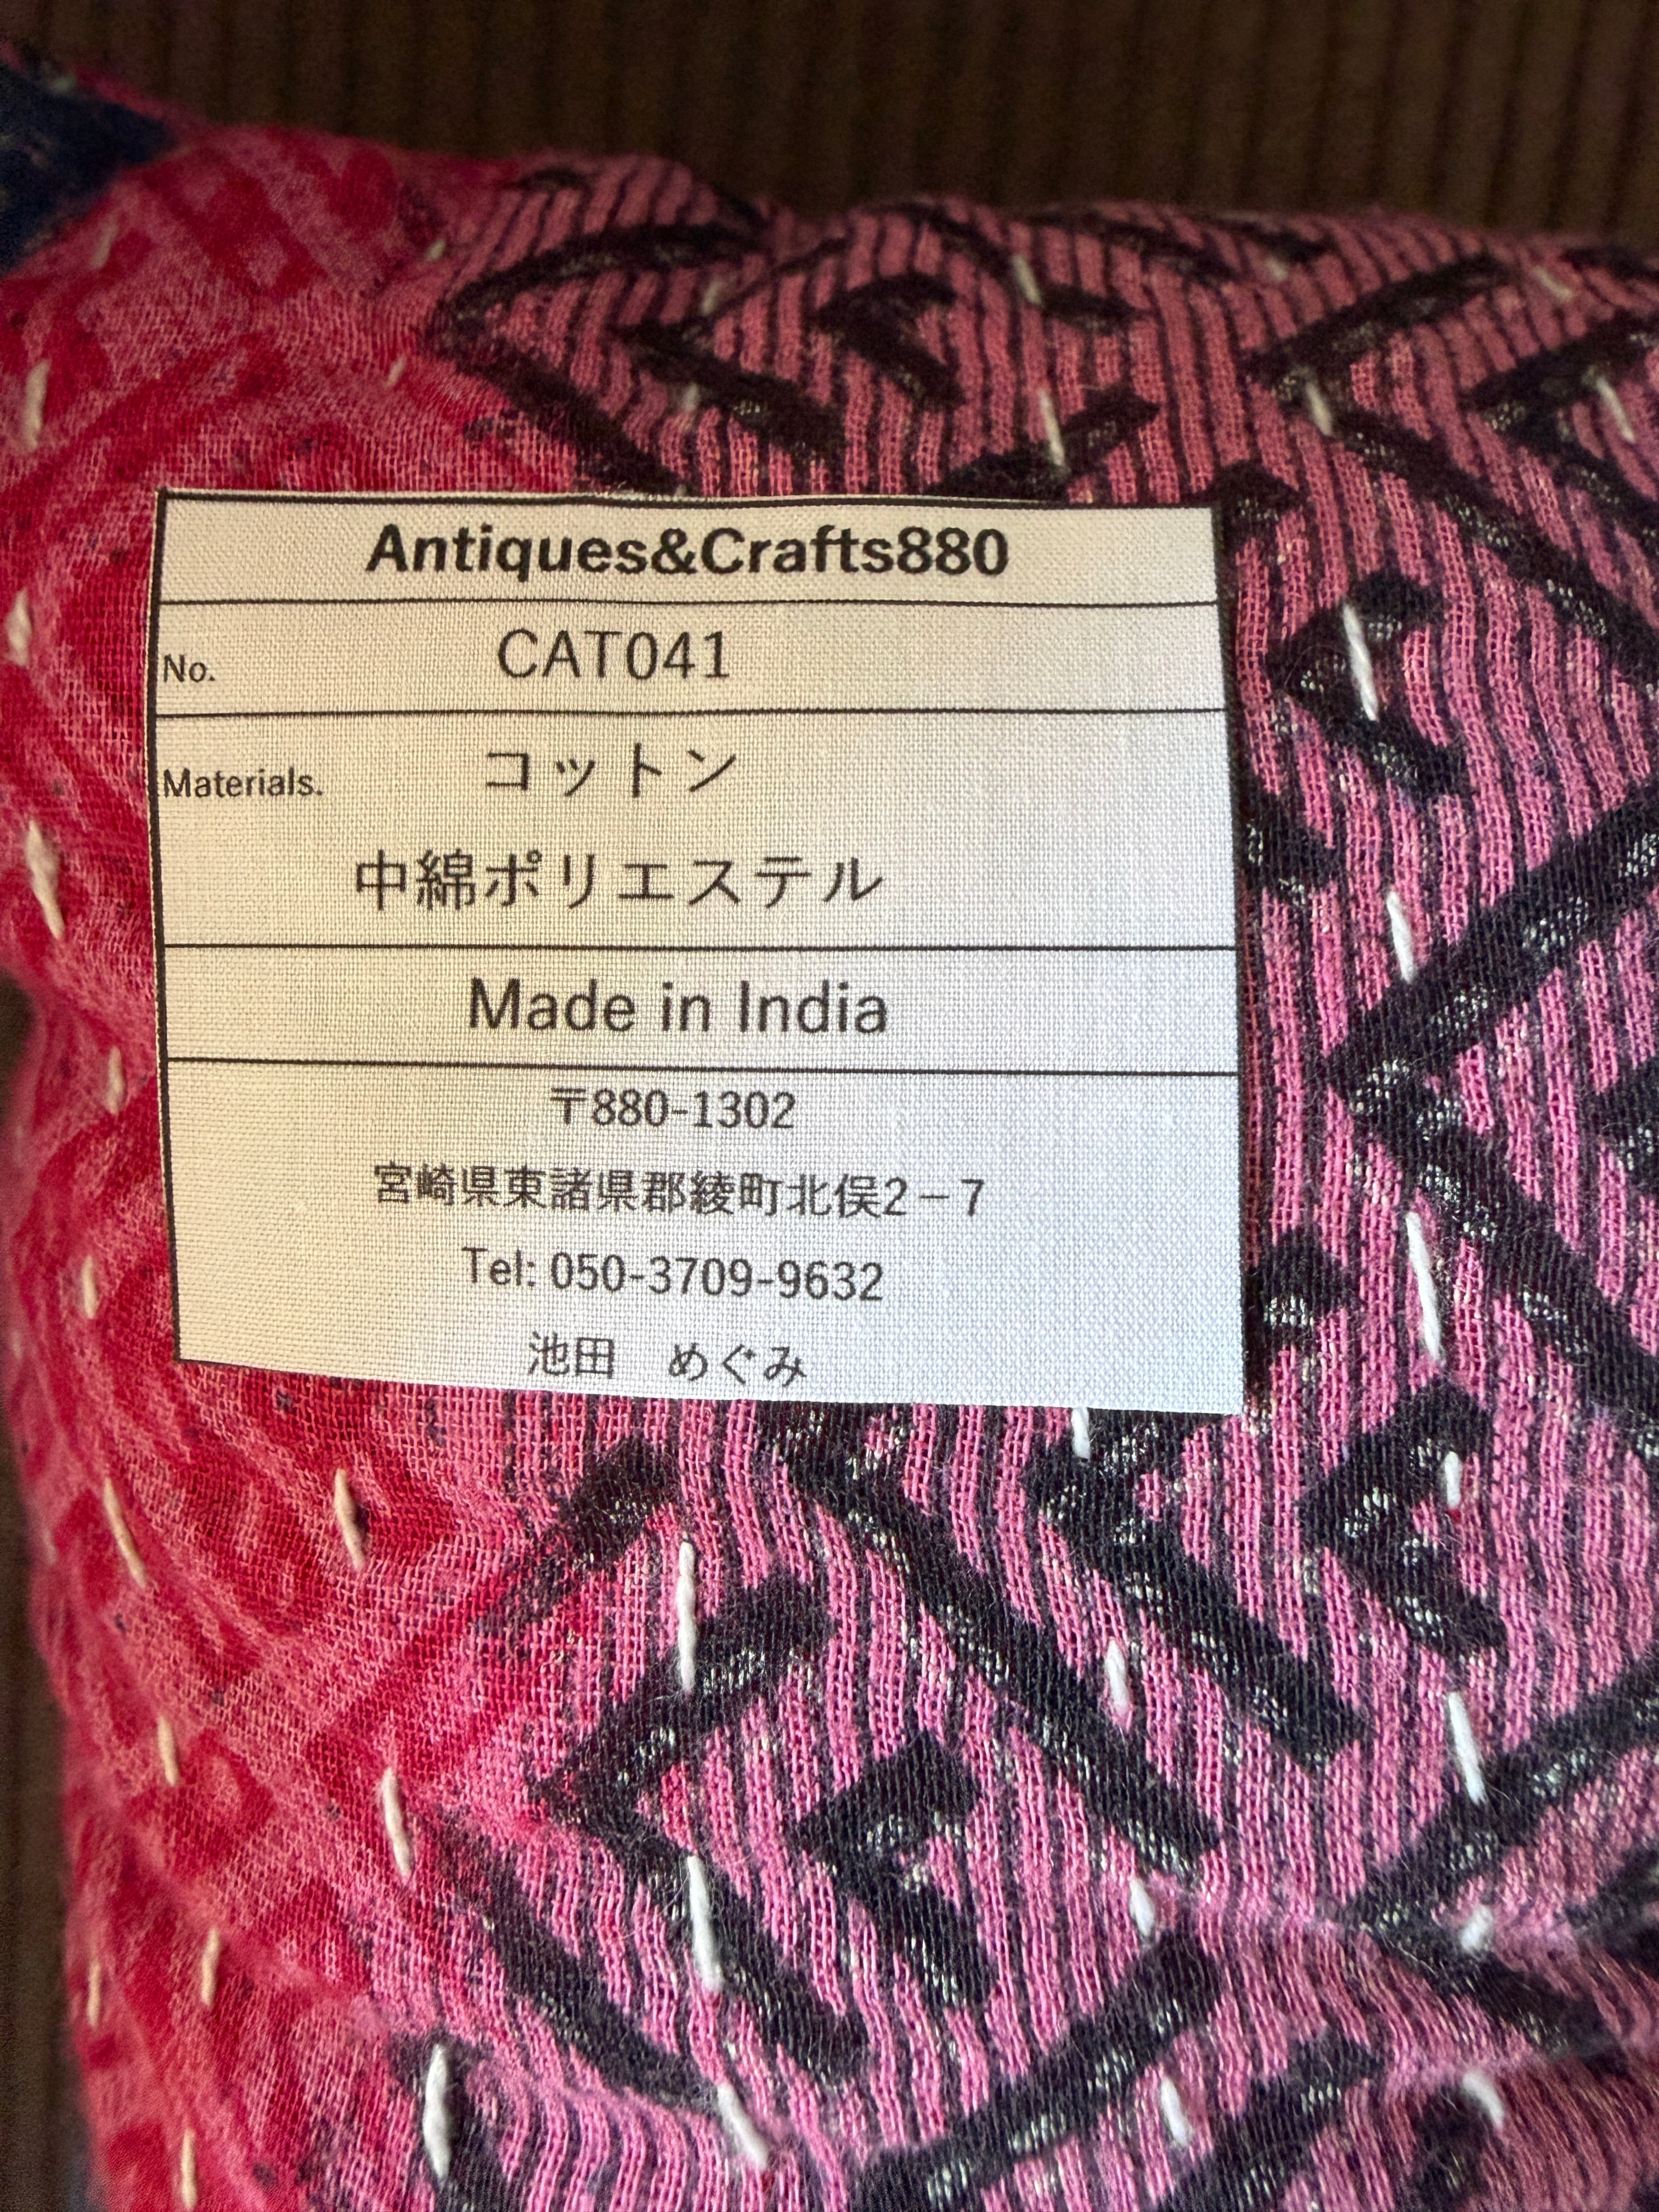 Antiques&Crafts880
No. CAT041
Materials. コットン
中綿ポリエステル
Made in India
〒880-1302
宮崎県東諸県郡綾町北俣2−7
Tel: 050-3709-9632
池田　めぐみ